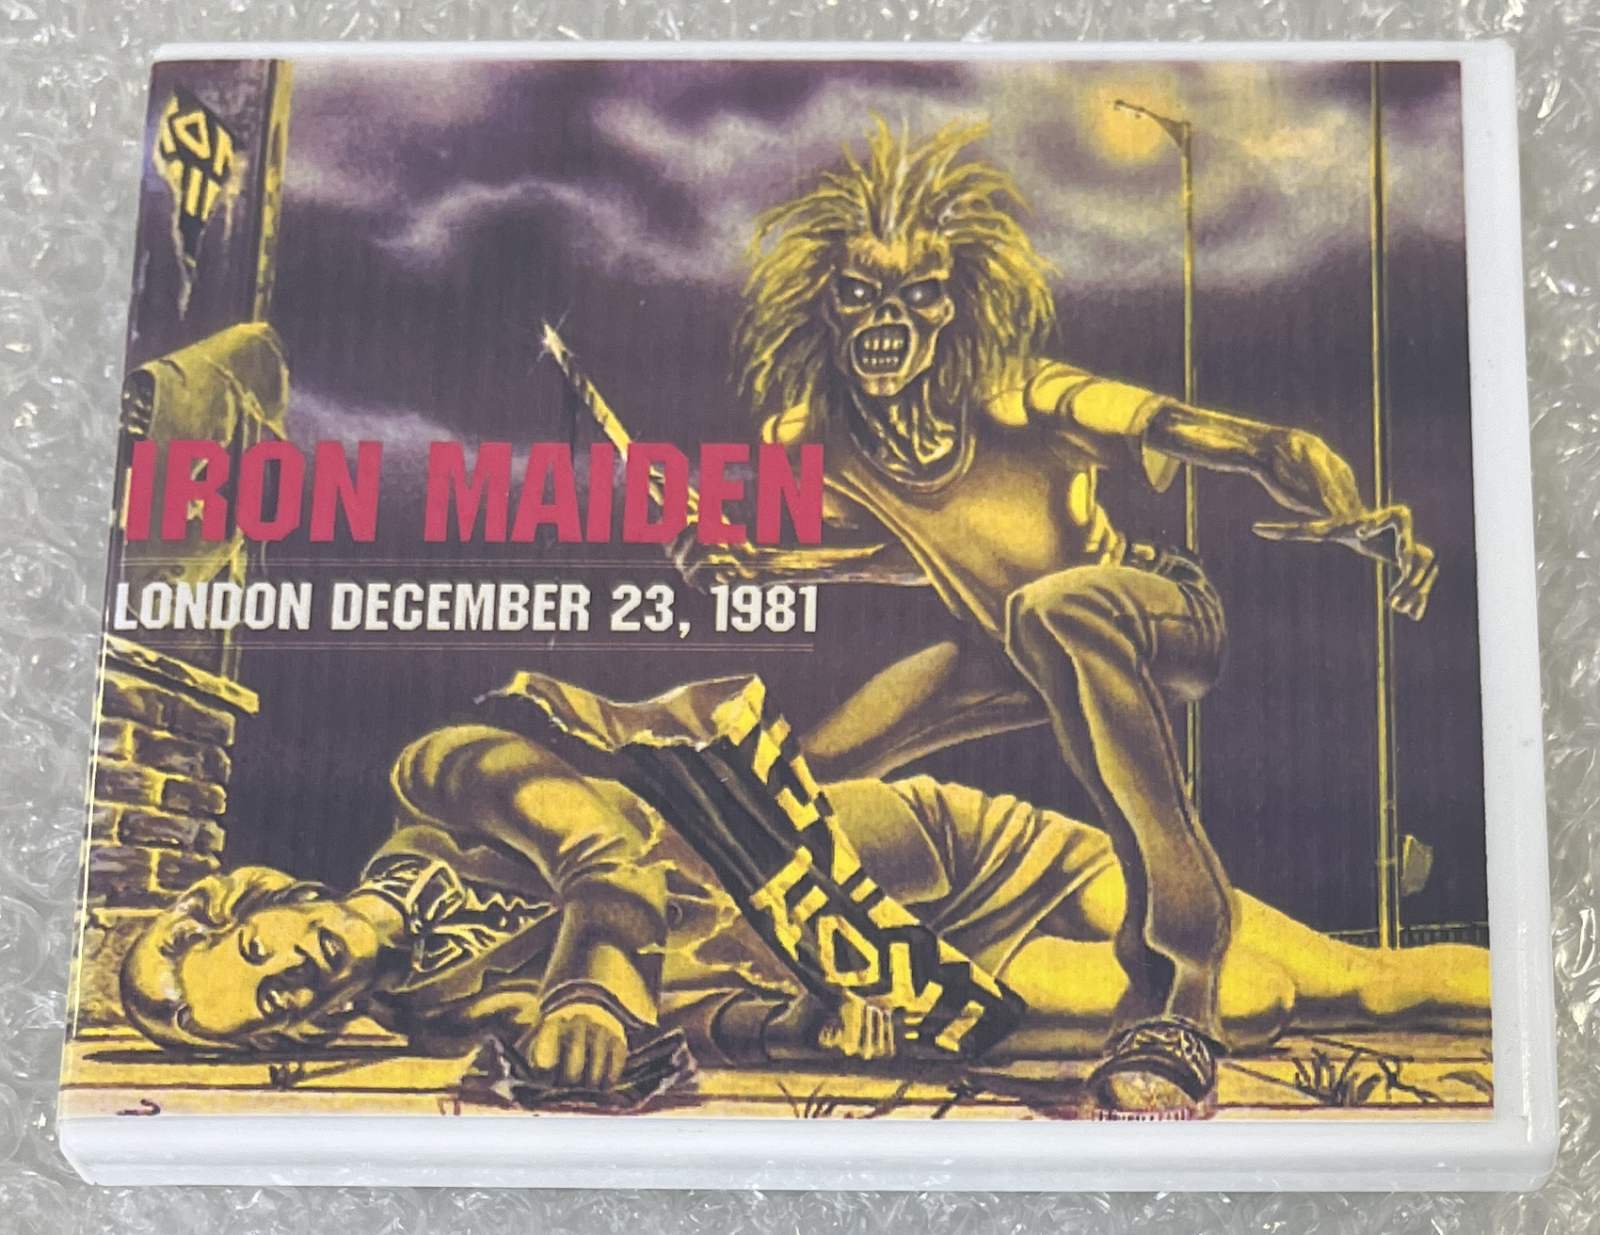 IRON MAIDEN
LONDON DECEMBER 23, 1981